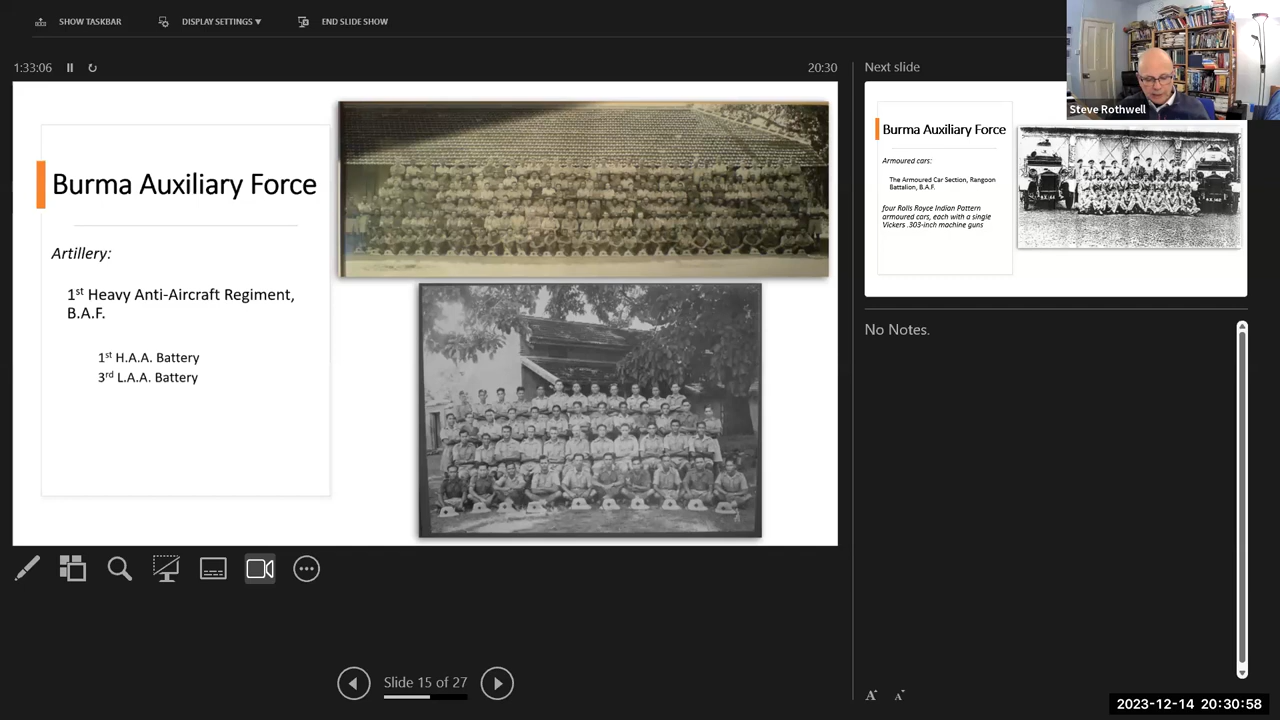 SHOW TASKBAR
DISPLAY SETTINGS ▼
END SLIDE SHOW
1:33:06
20:30
Next slide
Steve Rothwell
Burma Auxiliary Force
Artillery:
1st Heavy Anti-Aircraft Regiment,
B.A.F.
1st H.A.A. Battery
3rd L.A.A. Battery
Burma Auxiliary Force
Armoured cars:
The Armoured Car Section, Rangoon
Battalion, B.A.F.
four Rolls Royce Indian Pattern
armoured cars, each with a single
Vickers .303-inch machine guns
No Notes.
Slide 15 of 27
A A
2023-12-14 20:30:58